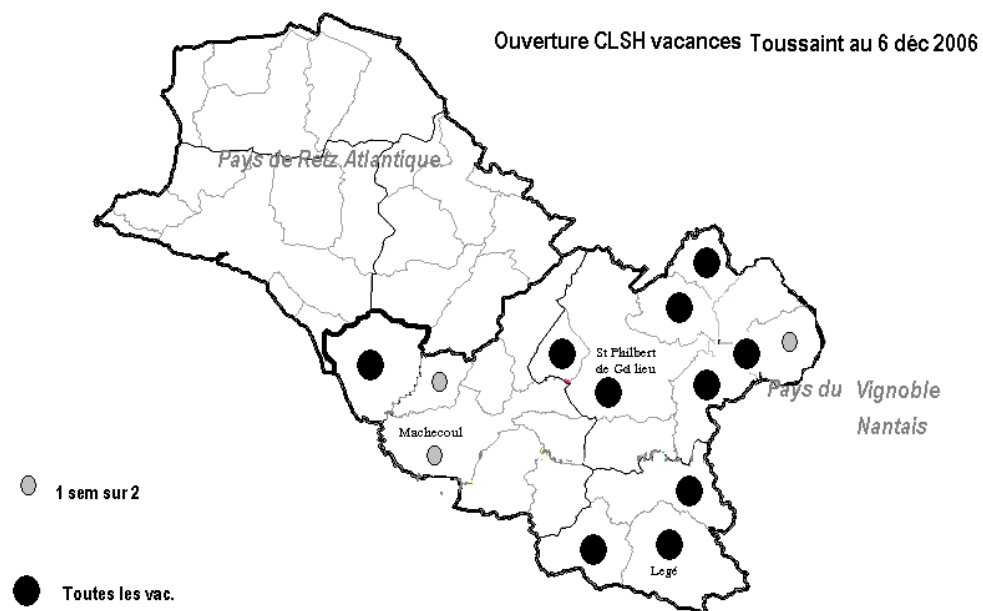 Ouverture CLSH vacances Toussaint au 6 déc 2006
Pays de Retz Atlantique
St Philbert
de Gd lieu
Pays du Vignoble
Nantais
Machecoul
1 sem sur 2
Legé
Toutes les vac.